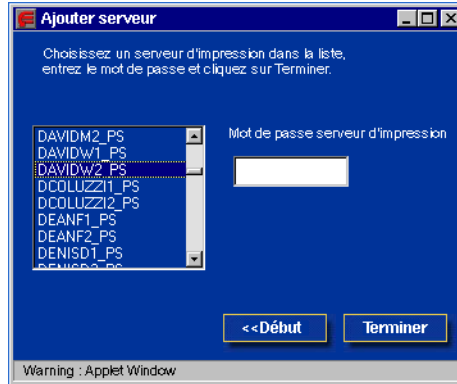 Ajouter serveur
Choisissez un serveur d'impression dans la liste,
entrez le mot de passe et cliquez sur Terminer.
DAVIDM2_PS
DAVIDW1_PS
DAVIDW2_PS
DCOLUZZI1_PS
DCOLUZZI2_PS
DEANF1_PS
DEANF2_PS
DENISD1_PS
Mot de passe serveur d'impression
<<Début
Terminer
Warning : Applet Window